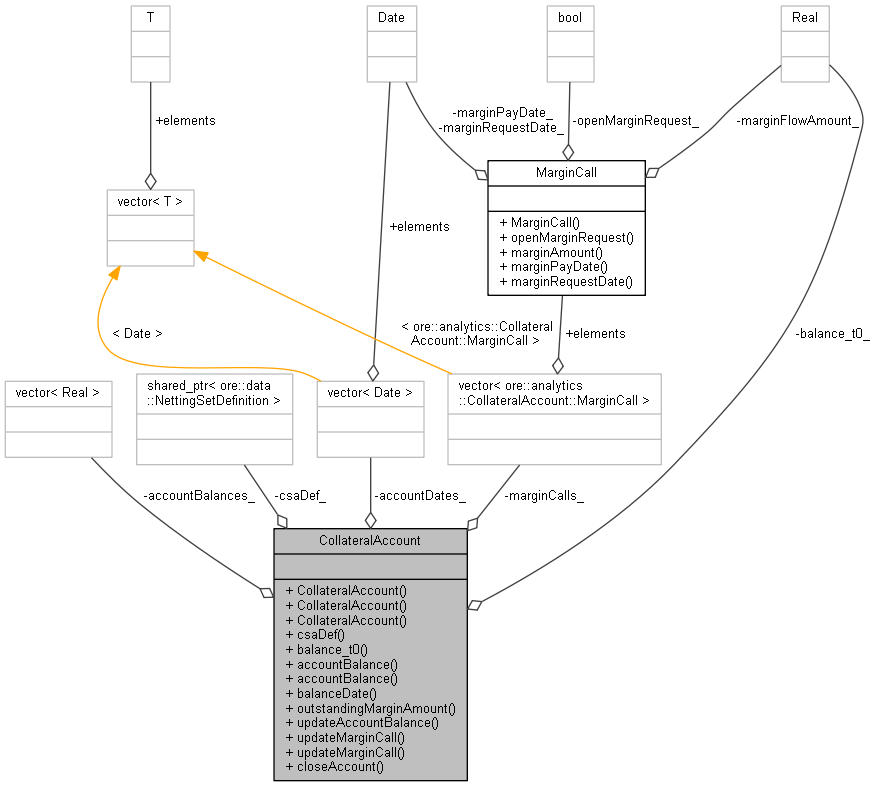 T
Date
bool
Real
+elements
-marginPayDate_
-marginRequestDate_
-openMarginRequest_
-marginFlowAmount_
MarginCall
+ MarginCall()
+ openMarginRequest()
+ marginAmount()
+ marginPayDate()
+ marginRequestDate()
vector< T >
+elements
< Date >
< ore::analytics::Collateral
Account::MarginCall >
+elements
-balance_t0_
vector< Real >
shared_ptr< ore::data
::NettingSetDefinition >
vector< Date >
vector< ore::analytics
::CollateralAccount::MarginCall >
-accountBalances_
-csaDef_
-accountDates_
-marginCalls_
CollateralAccount
+ CollateralAccount()
+ CollateralAccount()
+ CollateralAccount()
+ csaDef()
+ balance_t0()
+ accountBalance()
+ accountBalance()
+ balanceDate()
+ outstandingMarginAmount()
+ updateAccountBalance()
+ updateMarginCall()
+ updateMarginCall()
+ closeAccount()